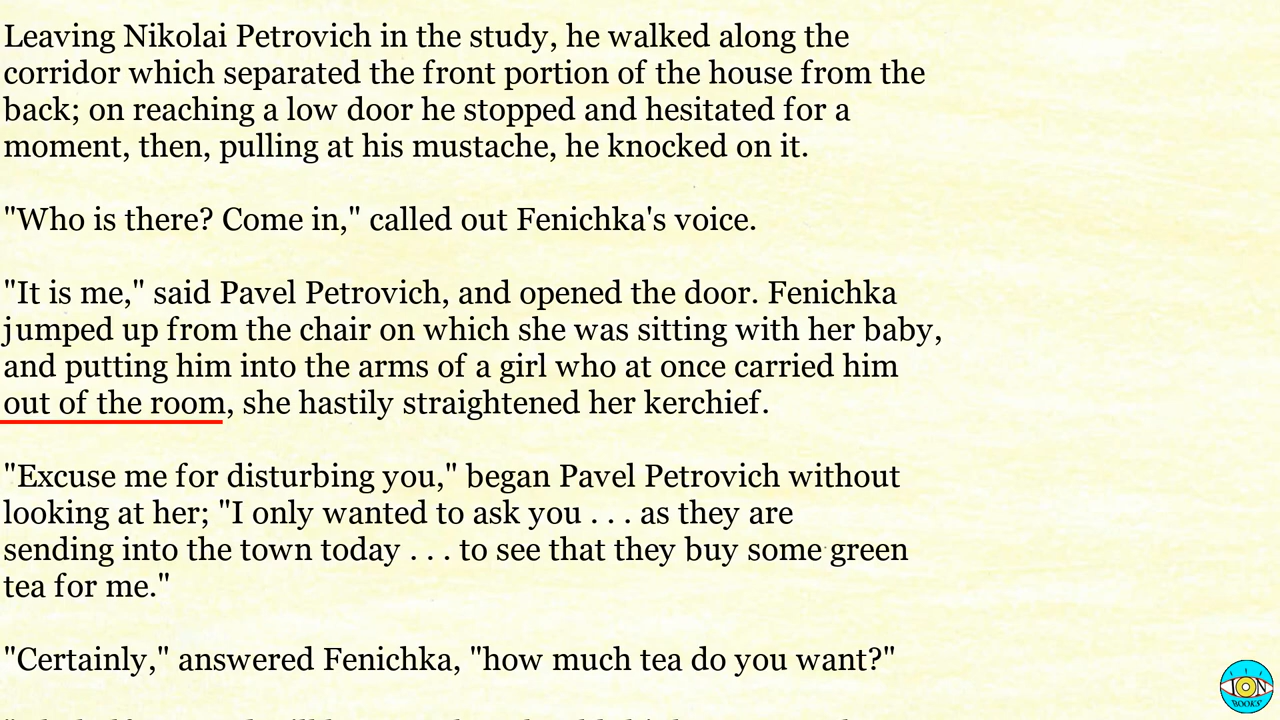 Leaving Nikolai Petrovich in the study, he walked along the
corridor which separated the front portion of the house from the
back; on reaching a low door he stopped and hesitated for a
moment, then, pulling at his mustache, he knocked on it.
"Who is there? Come in," called out Fenichka's voice.
"It is me," said Pavel Petrovich, and opened the door. Fenichka
jumped up from the chair on which she was sitting with her baby,
and putting him into the arms of a girl who at once carried him
out of the room, she hastily straightened her kerchief.
"Excuse me for disturbing you," began Pavel Petrovich without
looking at her; "I only wanted to ask you . . . as they are
sending into the town today . . . to see that they buy some green
tea for me."
"Certainly," answered Fenichka, "how much tea do you want?"
ION
BOOKS